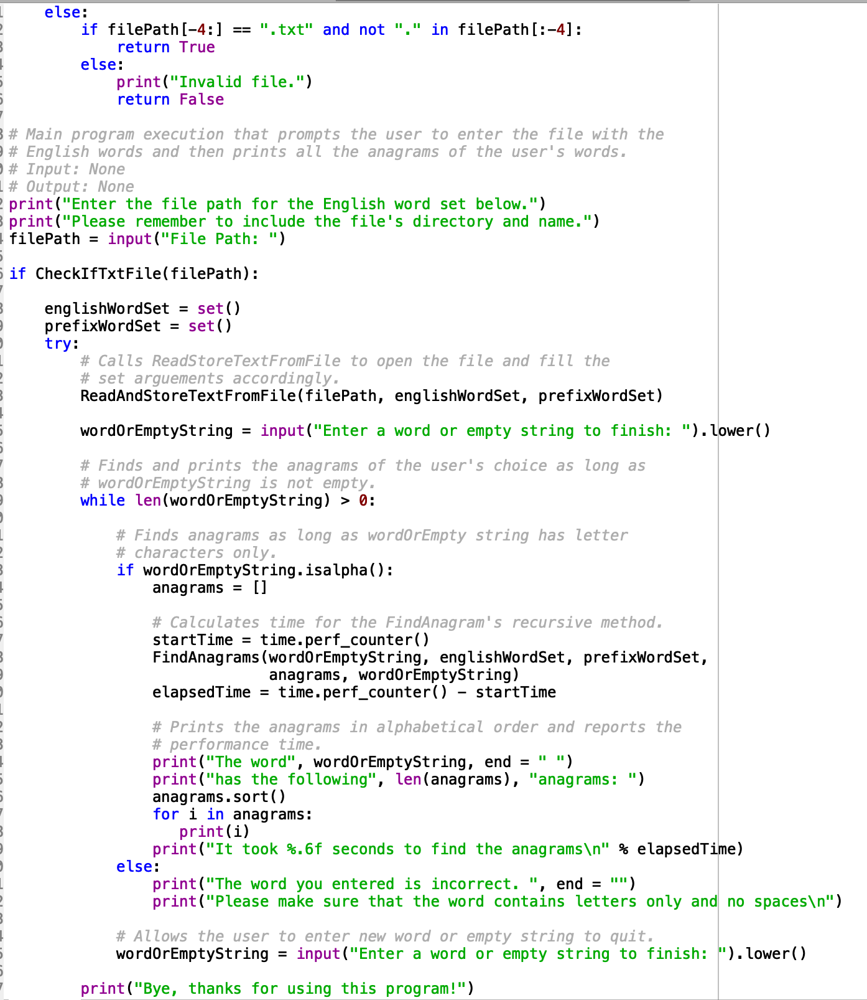 else:
        if filePath[-4:] == ".txt" and not "." in filePath[:-4]:
            return True
        else:
            print("Invalid file.")
            return False

# Main program execution that prompts the user to enter the file with the
# English words and then prints all the anagrams of the user's words.
# Input: None
# Output: None
print("Enter the file path for the English word set below.")
print("Please remember to include the file's directory and name.")
filePath = input("File Path: ")

if CheckIfTxtFile(filePath):

    englishWordSet = set()
    prefixWordSet = set()
    try:
        # Calls ReadStoreTextFromFile to open the file and fill the
        # set arguements accordingly.
        ReadAndStoreTextFromFile(filePath, englishWordSet, prefixWordSet)

        wordOrEmptyString = input("Enter a word or empty string to finish: ").lower()

        # Finds and prints the anagrams of the user's choice as long as
        # wordOrEmptyString is not empty.
        while len(wordOrEmptyString) > 0:

            # Finds anagrams as long as wordOrEmpty string has letter
            # characters only.
            if wordOrEmptyString.isalpha():
                anagrams = []

                # Calculates time for the FindAnagram's recursive method.
                startTime = time.perf_counter()
                FindAnagrams(wordOrEmptyString, englishWordSet, prefixWordSet,
                             anagrams, wordOrEmptyString)
                elapsedTime = time.perf_counter() - startTime

                # Prints the anagrams in alphabetical order and reports the
                # performance time.
                print("The word", wordOrEmptyString, end = " ")
                print("has the following", len(anagrams), "anagrams: ")
                anagrams.sort()
                for i in anagrams:
                   print(i)
                print("It took %.6f seconds to find the anagrams\n" % elapsedTime)
            else:
                print("The word you entered is incorrect. ", end = "")
                print("Please make sure that the word contains letters only and no spaces\n")

            # Allows the user to enter new word or empty string to quit.
            wordOrEmptyString = input("Enter a word or empty string to finish: ").lower()

        print("Bye, thanks for using this program!")